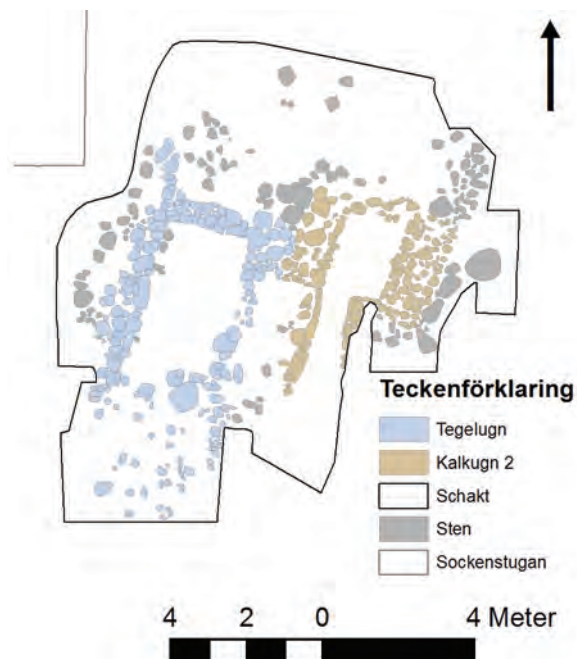 Teckenförklaring
Tegelugn
Kalkugn 2
Schakt
Sten
Sockenstugan
4 2 0 4 Meter